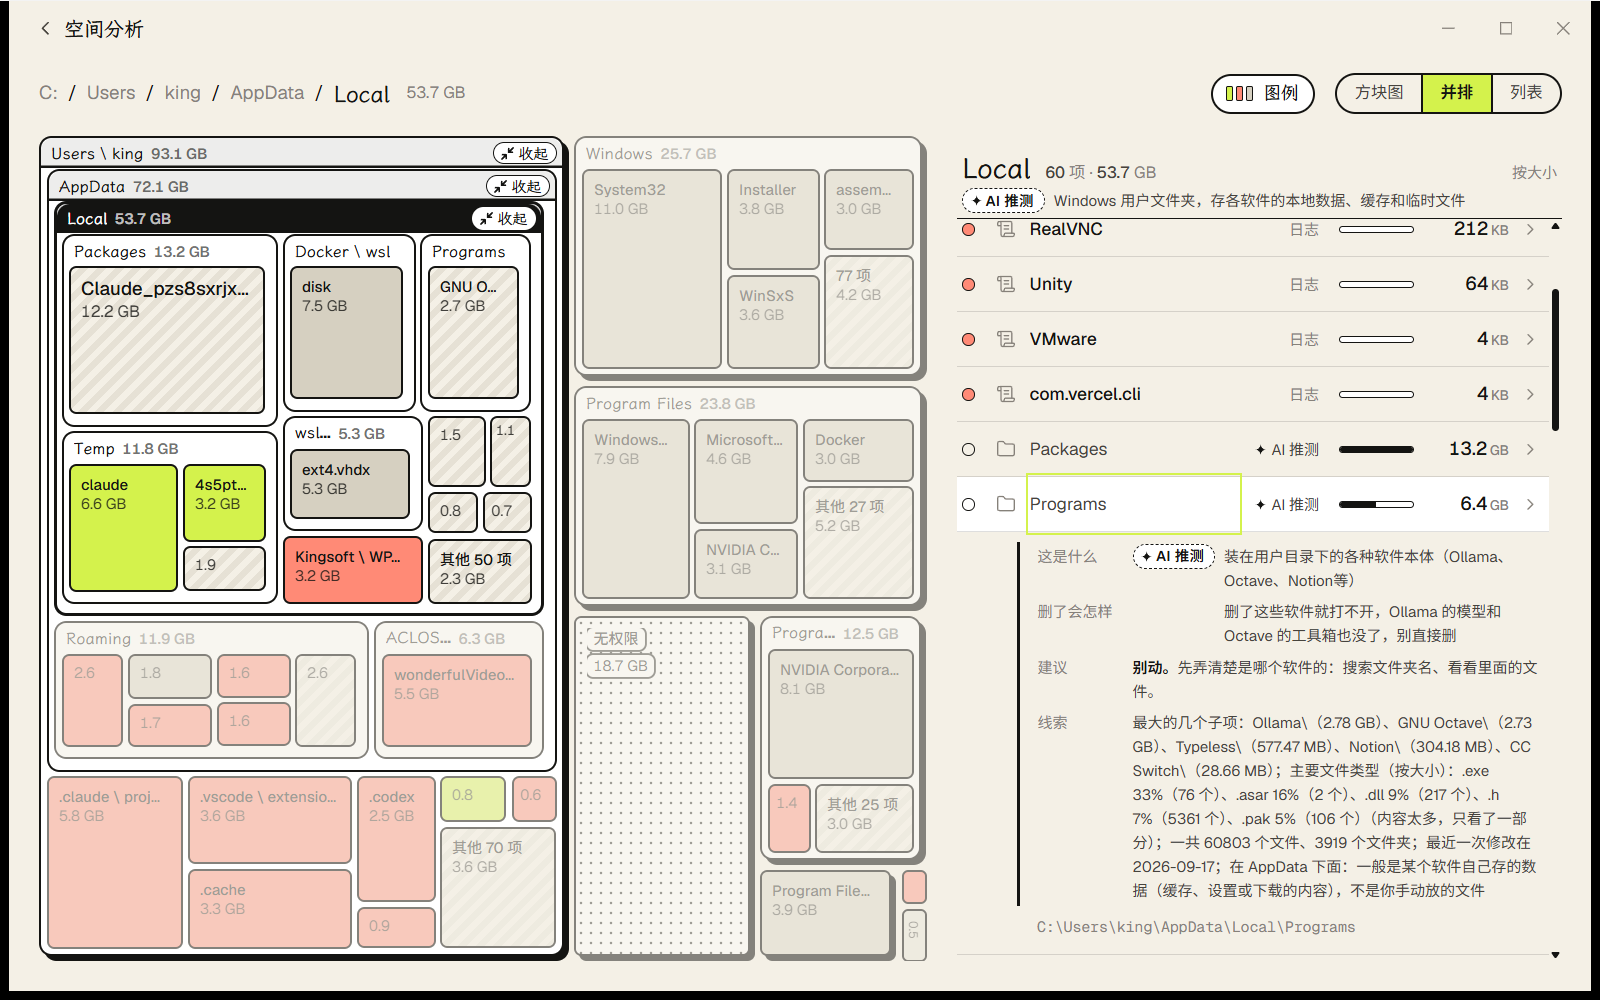 空间分析
C: / Users / king / AppData / Local 53.7 GB
图例
方块图 并排 列表
Users \ king 93.1 GB 收起
AppData 72.1 GB 收起
Local 53.7 GB 收起
Packages 13.2 GB
Claude_pzs8sxrjx...
12.2 GB
Docker \ wsl
disk
7.5 GB
Programs
GNU O...
2.7 GB
Temp 11.8 GB
claude
6.6 GB
4s5pt...
3.2 GB
1.9
wsl... 5.3 GB
ext4.vhdx
5.3 GB
1.5
1.1
0.8
0.7
Kingsoft \ WP...
3.2 GB
其他 50 项
2.3 GB
Roaming 11.9 GB
2.6
1.8
1.7
1.6
1.6
2.6
ACLOS... 6.3 GB
wonderfulVideo...
5.5 GB
.claude \ proj...
5.8 GB
.vscode \ extensio...
3.6 GB
.cache
3.3 GB
.codex
2.5 GB
0.9
0.8
0.6
其他 70 项
3.6 GB
Windows 25.7 GB
System32
11.0 GB
Installer
3.8 GB
assem...
3.0 GB
WinSxS
3.6 GB
77 项
4.2 GB
Program Files 23.8 GB
Windows...
7.9 GB
Microsoft...
4.6 GB
Docker
3.0 GB
NVIDIA C...
3.1 GB
其他 27 项
5.2 GB
无权限
18.7 GB
Progra... 12.5 GB
NVIDIA Corpora...
8.1 GB
1.4
其他 25 项
3.0 GB
Program File...
3.9 GB
0.5
Local 60 项 · 53.7 GB 按大小
AI 推测 Windows 用户文件夹，存各软件的本地数据、缓存和临时文件
RealVNC 日志 212 KB
Unity 日志 64 KB
VMware 日志 4 KB
com.vercel.cli 日志 4 KB
Packages AI 推测 13.2 GB
Programs AI 推测 6.4 GB
这是什么 AI 推测 装在用户目录下的各种软件本体（Ollama、
Octave、Notion等）
删了会怎样 删了这些软件就打不开，Ollama 的模型和
Octave 的工具箱也没了，别直接删
建议 别动。先弄清楚是哪个软件的：搜索文件夹名、看看里面的文
件。
线索 最大的几个子项：Ollama\（2.78 GB）、GNU Octave\（2.73
GB）、Typeless\（577.47 MB）、Notion\（304.18 MB）、CC
Switch\（28.66 MB）；主要文件类型（按大小）：.exe
33%（76 个）、.asar 16%（2 个）、.dll 9%（217 个）、.h
7%（5361 个）、.pak 5%（106 个）（内容太多，只看了一部
分）；一共 60803 个文件、3919 个文件夹；最近一次修改在
2026-09-17；在 AppData 下面：一般是某个软件自己存的数
据（缓存、设置或下载的内容），不是你手动放的文件
C:\Users\king\AppData\Local\Programs